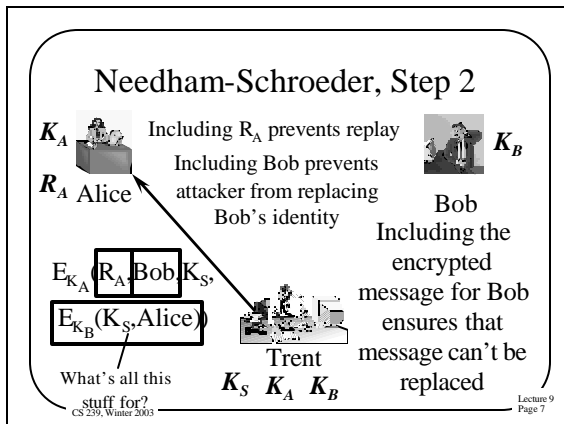 Needham-Schroeder, Step 2
K_A
R_A Alice
Including R_A prevents replay
Including Bob prevents
attacker from replacing
Bob's identity
K_B
Bob
Including the
encrypted
message for Bob
ensures that
message can't be
replaced
E_{K_A}(R_A,Bob,K_S,
E_{K_B}(K_S,Alice))
What's all this
stuff for?
Trent
K_S K_A K_B
CS 239, Winter 2003
Lecture 9
Page 7